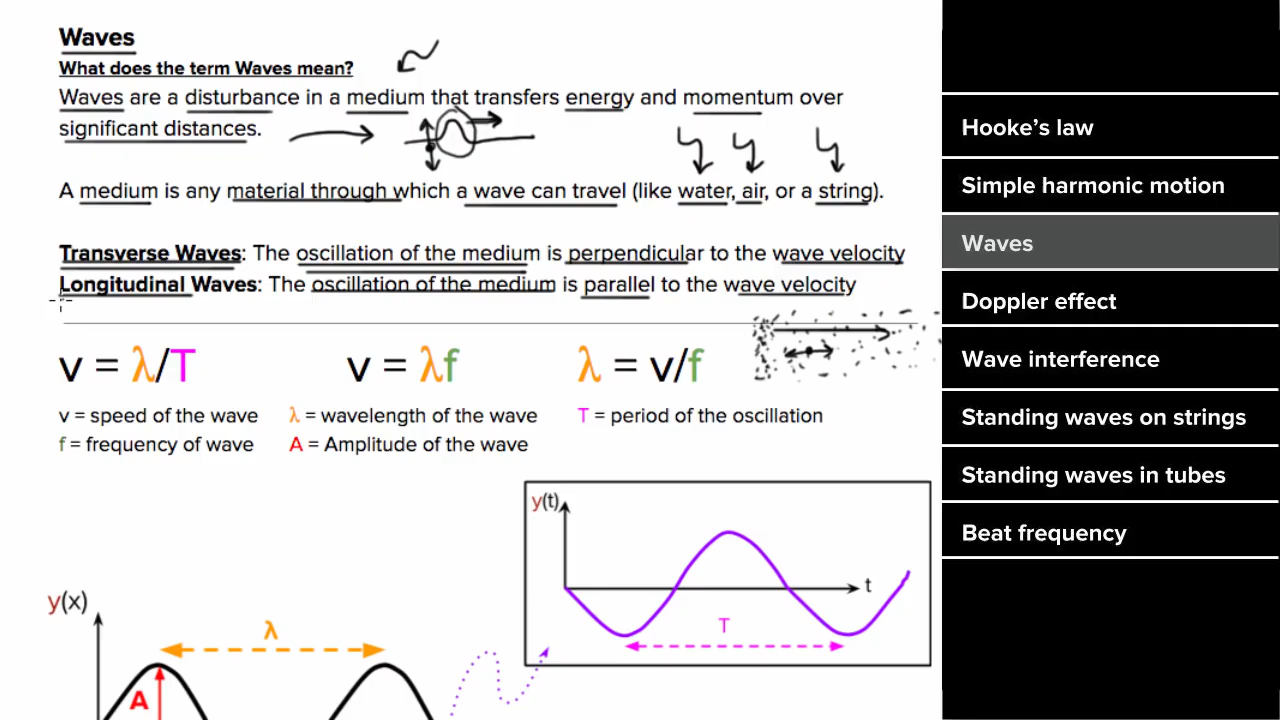 Waves
What does the term Waves mean?
Waves are a disturbance in a medium that transfers energy and momentum over
significant distances.
A medium is any material through which a wave can travel (like water, air, or a string).
Transverse Waves: The oscillation of the medium is perpendicular to the wave velocity
Longitudinal Waves: The oscillation of the medium is parallel to the wave velocity
v = λ/T v = λf λ = v/f
v = speed of the wave λ = wavelength of the wave T = period of the oscillation
f = frequency of wave A = Amplitude of the wave
y(t)
t
T
y(x)
λ
A
Hooke's law
Simple harmonic motion
Waves
Doppler effect
Wave interference
Standing waves on strings
Standing waves in tubes
Beat frequency